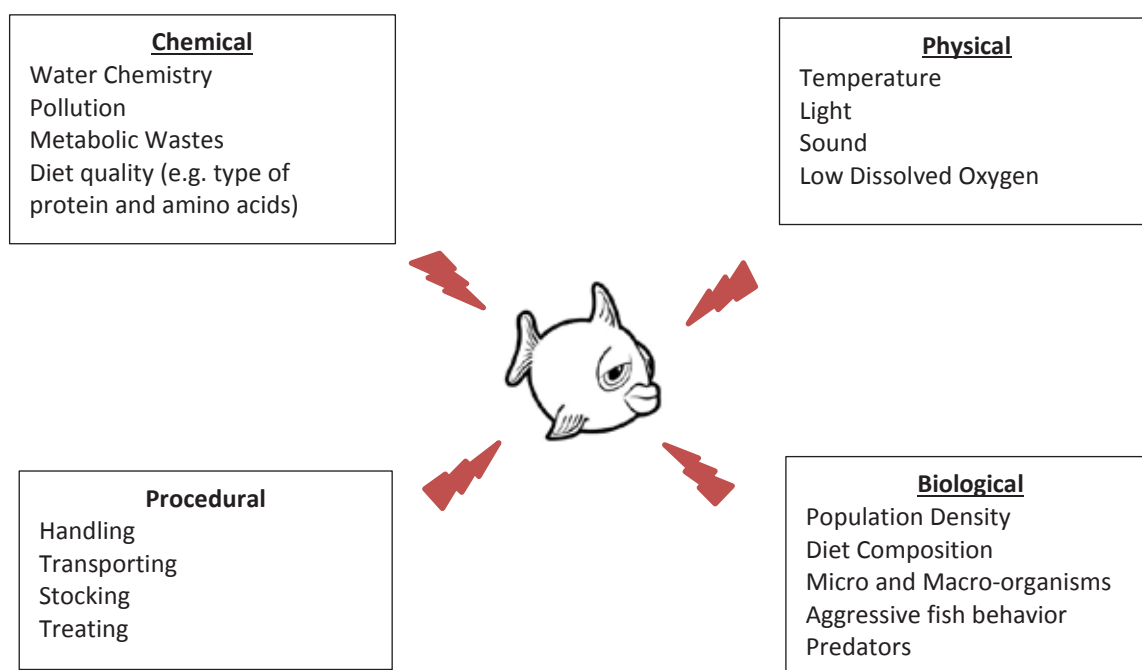 Chemical
Water Chemistry
Pollution
Metabolic Wastes
Diet quality (e.g. type of
protein and amino acids)
Physical
Temperature
Light
Sound
Low Dissolved Oxygen
Procedural
Handling
Transporting
Stocking
Treating
Biological
Population Density
Diet Composition
Micro and Macro-organisms
Aggressive fish behavior
Predators